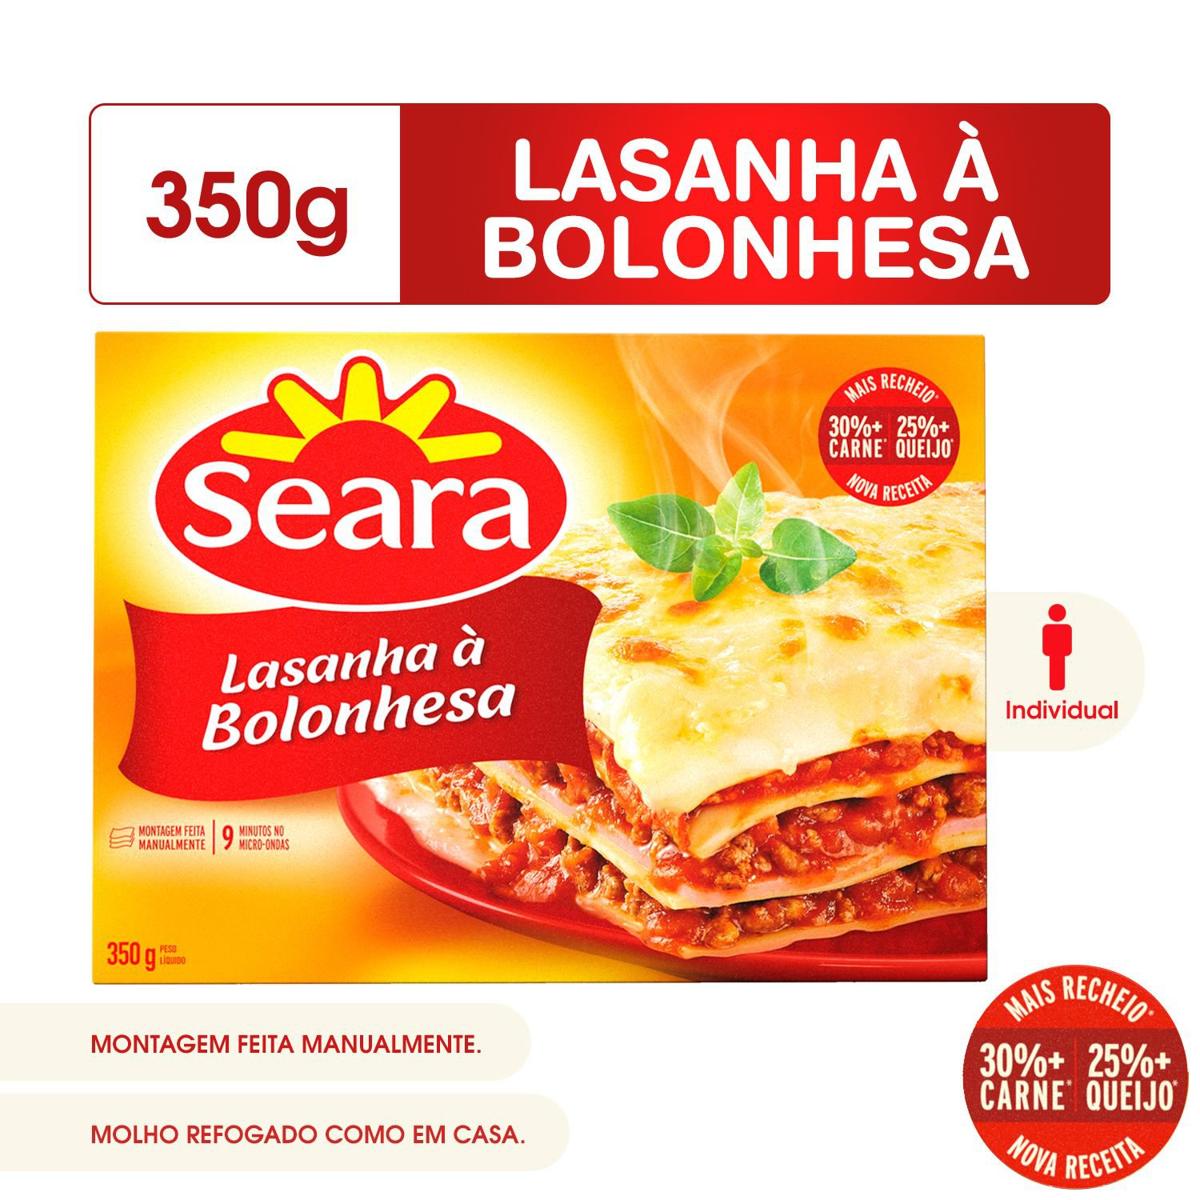 350g
LASANHA À
BOLONHESA
Seara
MAIS RECHEIO*
30%+ CARNE*
25%+ QUEIJO*
NOVA RECEITA
Lasanha à
Bolonhesa
MONTAGEM FEITA
MANUALMENTE
9 MINUTOS NO
MICRO-ONDAS
350 g PESO
LÍQUIDO
Individual
MONTAGEM FEITA MANUALMENTE.
MOLHO REFOGADO COMO EM CASA.
MAIS RECHEIO*
30%+ CARNE*
25%+ QUEIJO*
NOVA RECEITA